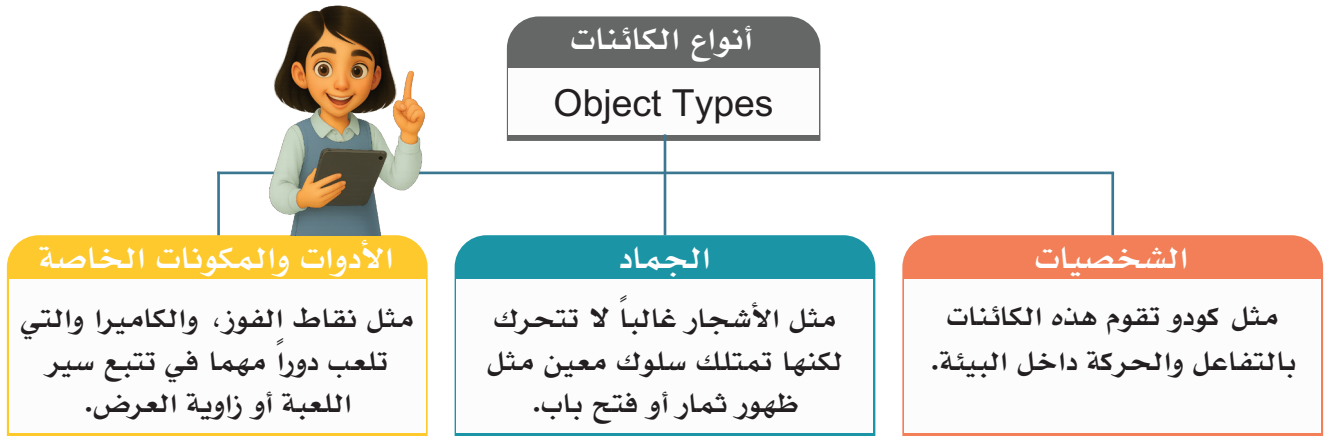 أنواع الكائنات
Object Types
الشخصيات
مثل كودو تقوم هذه الكائنات
بالتفاعل والحركة داخل البيئة.
الجماد
مثل الأشجار غالباً لا تتحرك
لكنها تمتلك سلوك معين مثل
ظهور ثمار أو فتح باب.
الأدوات والمكونات الخاصة
مثل نقاط الفوز، والكاميرا والتي
تلعب دوراً مهما في تتبع سير
اللعبة أو زاوية العرض.